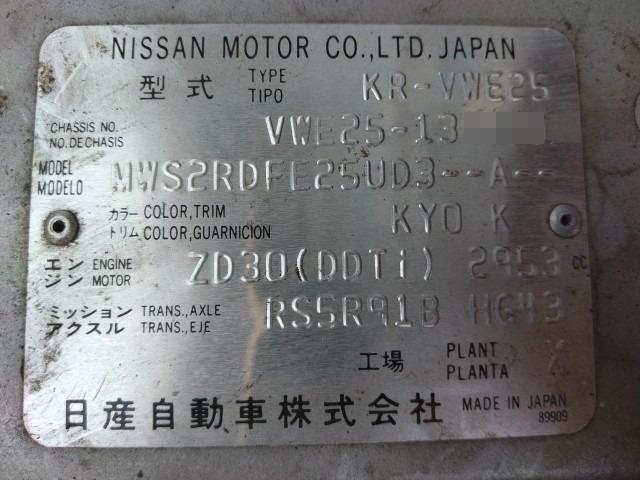 NISSAN MOTOR CO.,LTD. JAPAN
型式 TYPE TIPO KR-VWE25
CHASSIS NO. NO.DE CHASIS VWE25-13
MODEL MODELO MWS2RDFE25UD3--A--
カラー COLOR,TRIM トリム COLOR,GUARNICION KY0 K
エンジン ENGINE MOTOR ZD30(DDTi) 2953 CC
ミッション TRANS.,AXLE アクスル TRANS.,EJE RS5R91B HG43
工場 PLANT PLANTA
日産自動車株式会社 MADE IN JAPAN
89909